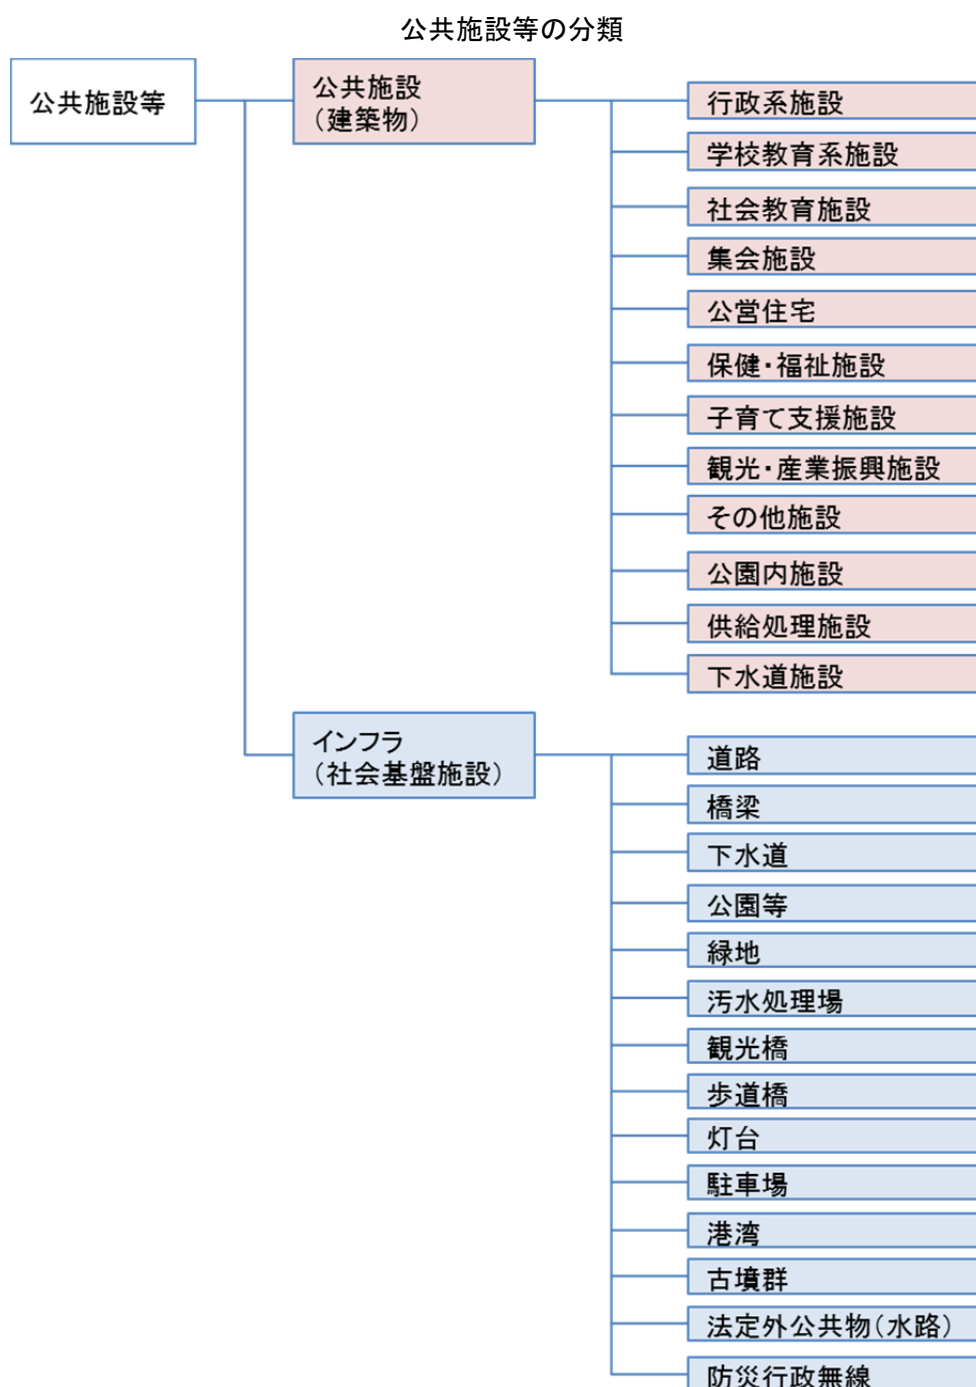 公共施設等の分類
公共施設等
公共施設
（建築物）
行政系施設
学校教育系施設
社会教育施設
集会施設
公営住宅
保健・福祉施設
子育て支援施設
観光・産業振興施設
その他施設
公園内施設
供給処理施設
下水道施設
インフラ
（社会基盤施設）
道路
橋梁
下水道
公園等
緑地
汚水処理場
観光橋
歩道橋
灯台
駐車場
港湾
古墳群
法定外公共物（水路）
防災行政無線